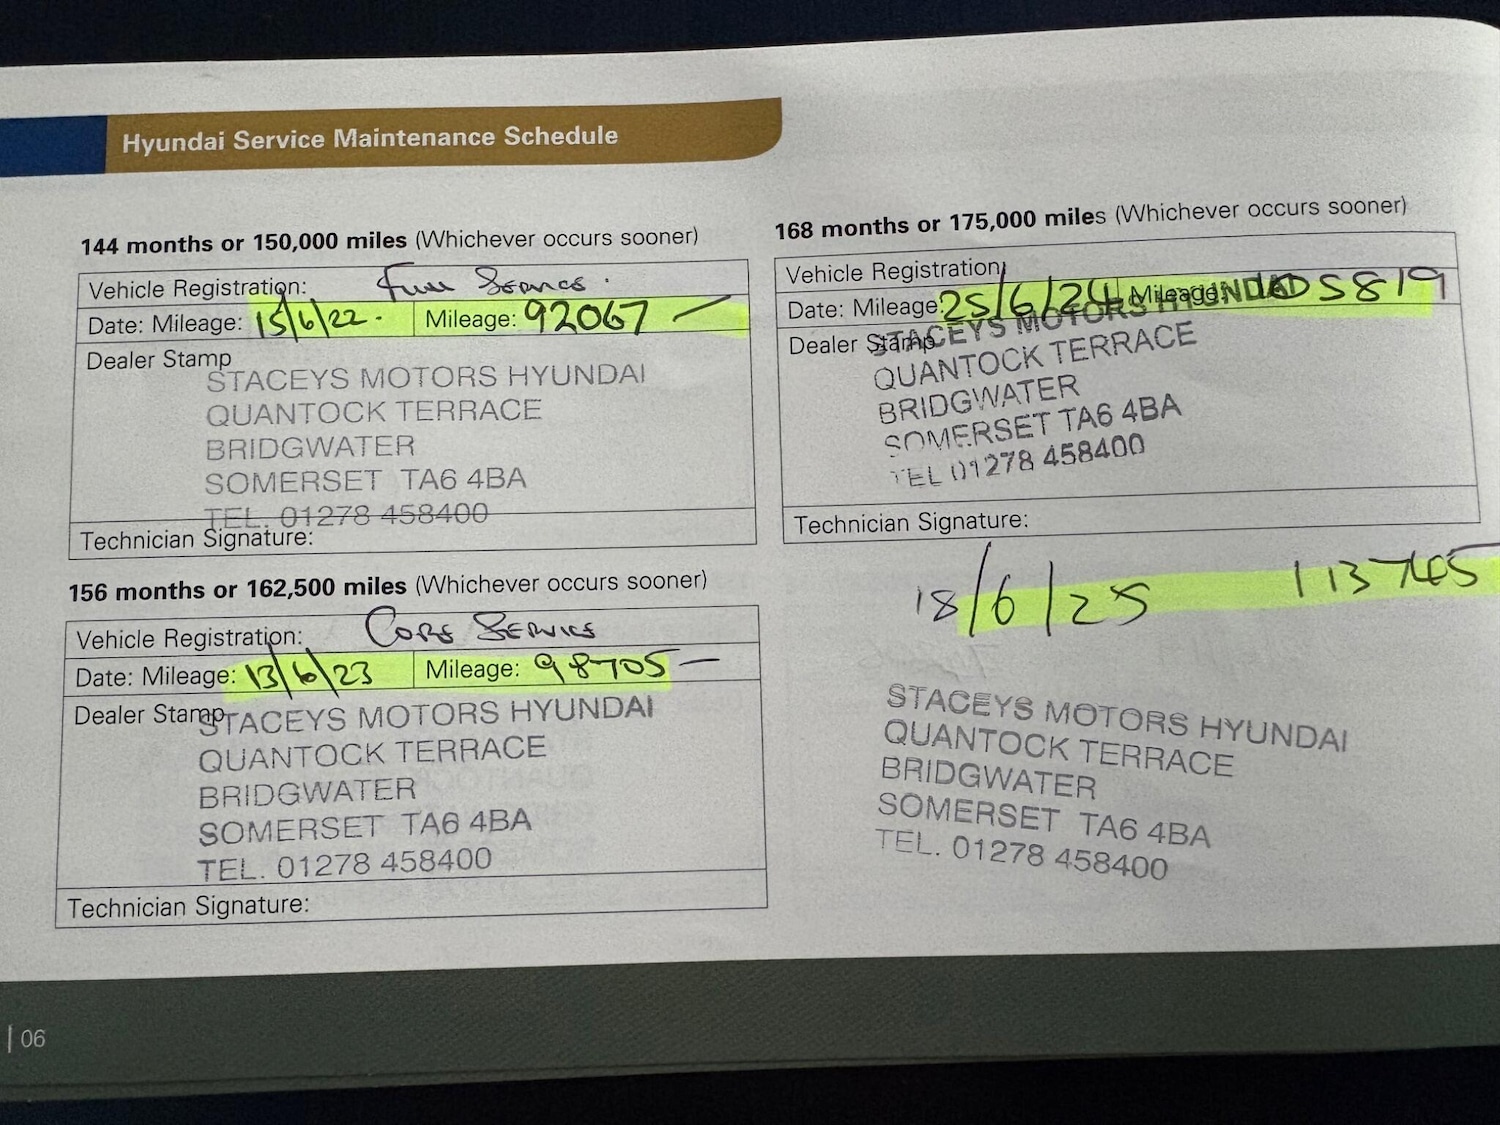 Hyundai Service Maintenance Schedule
144 months or 150,000 miles (Whichever occurs sooner)
Vehicle Registration: Full Service.
Date: Mileage: 15/6/22. Mileage: 92067 —
Dealer Stamp
STACEYS MOTORS HYUNDAI
QUANTOCK TERRACE
BRIDGWATER
SOMERSET TA6 4BA
TEL. 01278 458400
Technician Signature:
156 months or 162,500 miles (Whichever occurs sooner)
Vehicle Registration: Core Service
Date: Mileage: 13/6/23 Mileage: 98705 —
Dealer Stamp
STACEYS MOTORS HYUNDAI
QUANTOCK TERRACE
BRIDGWATER
SOMERSET TA6 4BA
TEL. 01278 458400
Technician Signature:
168 months or 175,000 miles (Whichever occurs sooner)
Vehicle Registration
Date: Mileage: 25/6/24 Mileage: 105819
Dealer Stamp
STACEYS MOTORS HYUNDAI
QUANTOCK TERRACE
BRIDGWATER
SOMERSET TA6 4BA
TEL 01278 458400
Technician Signature:
18/6/25 113745
STACEYS MOTORS HYUNDAI
QUANTOCK TERRACE
BRIDGWATER
SOMERSET TA6 4BA
TEL. 01278 458400
| 06